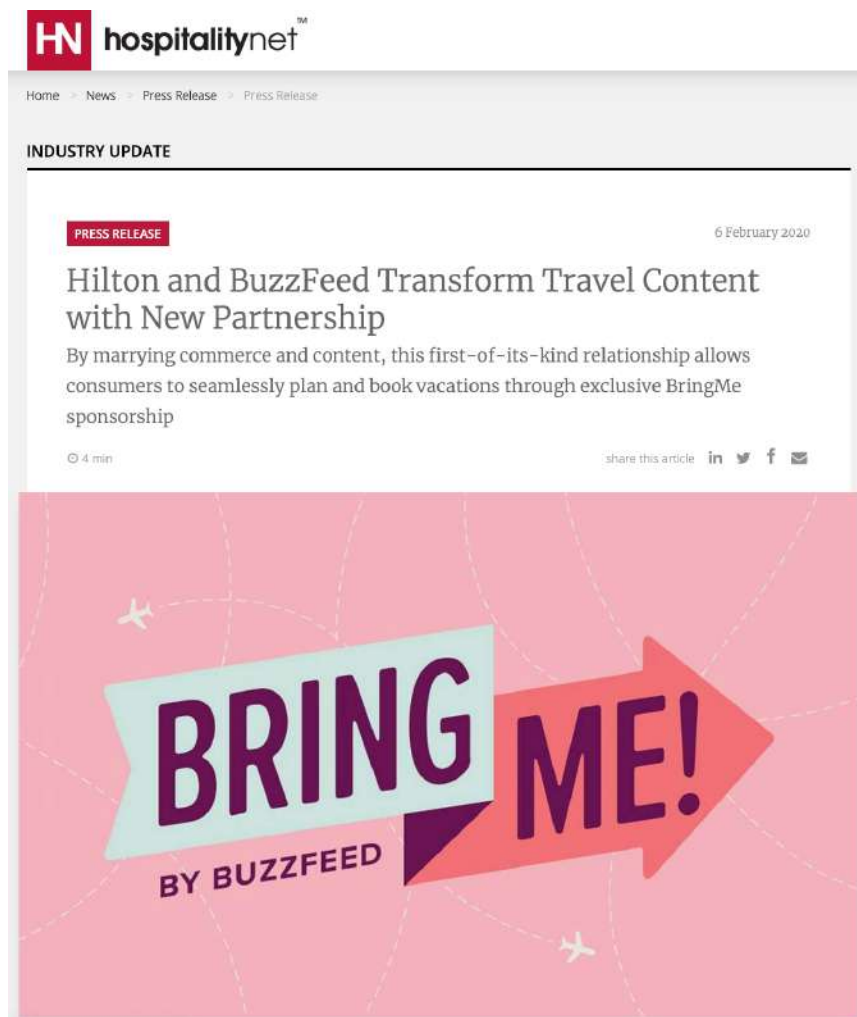 HN hospitalitynet™
Home > News > Press Release > Press Release
INDUSTRY UPDATE
PRESS RELEASE
6 February 2020
Hilton and BuzzFeed Transform Travel Content
with New Partnership
By marrying commerce and content, this first-of-its-kind relationship allows
consumers to seamlessly plan and book vacations through exclusive BringMe
sponsorship
4 min
share this article
BRING
ME!
BY BUZZFEED